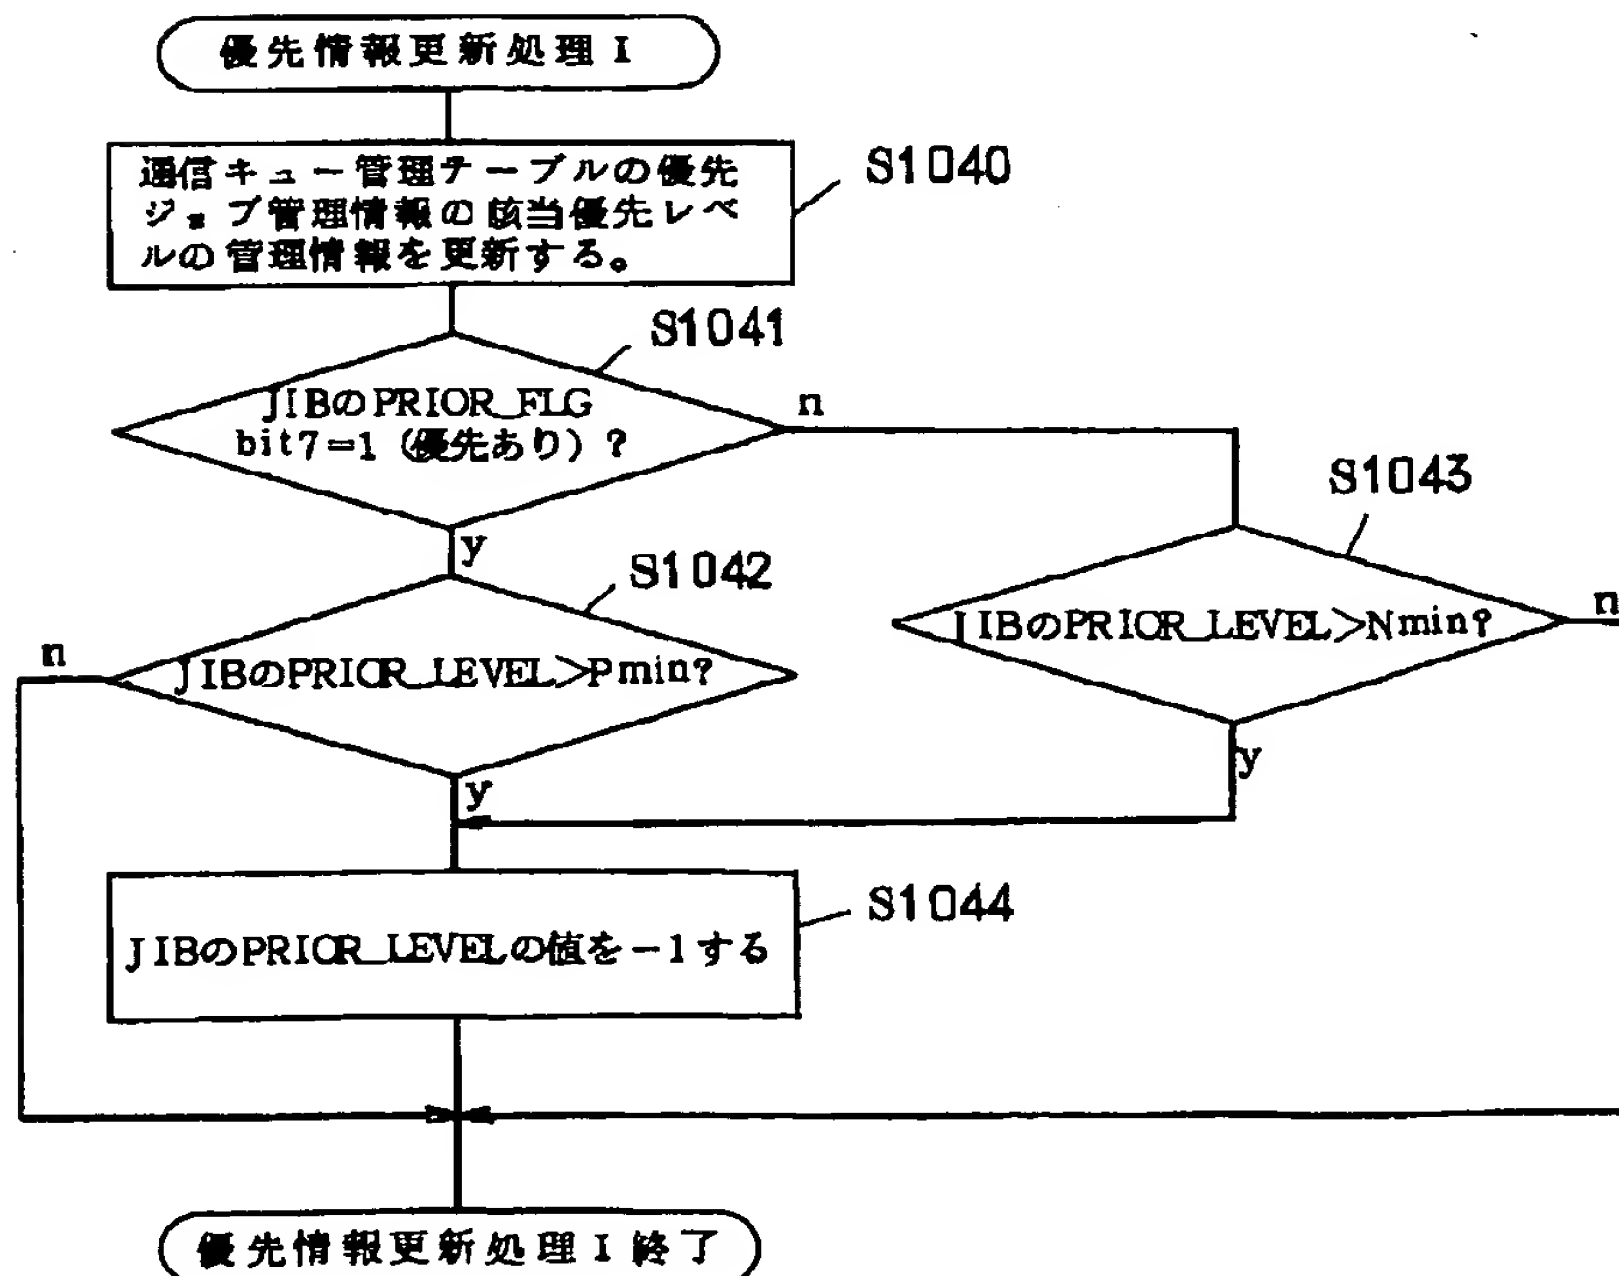 優先情報更新処理I
通信キュー管理テーブルの優先
ジョブ管理情報の該当優先レベ
ルの管理情報を更新する。
S1040
S1041
JIBのPRIOR_FLG
bit7=1(優先あり)?
n
y
S1042
JIBのPRIOR_LEVEL>Pmin?
n
y
S1043
JIBのPRIOR_LEVEL>Nmin?
n
y
S1044
JIBのPRIOR_LEVELの値を-1する
優先情報更新処理I終了